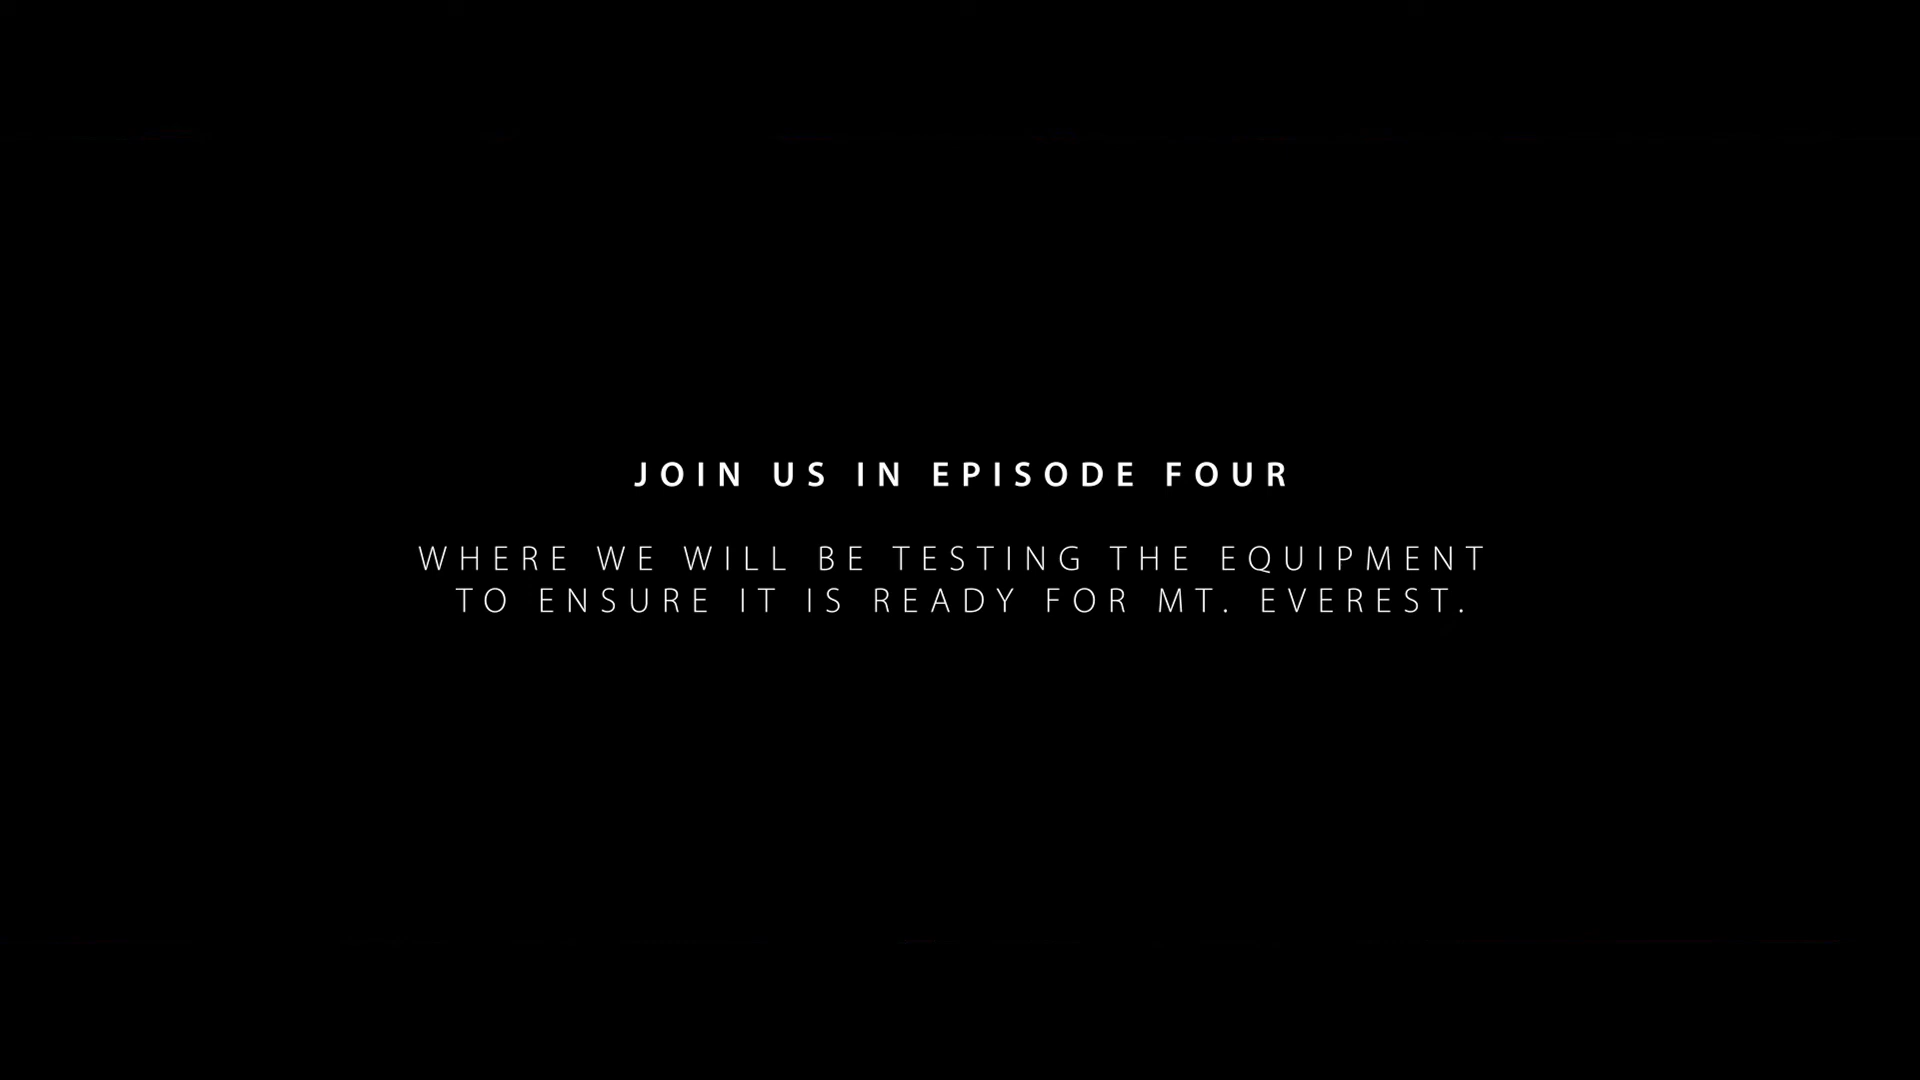 JOIN US IN EPISODE FOUR
WHERE WE WILL BE TESTING THE EQUIPMENT
TO ENSURE IT IS READY FOR MT. EVEREST.